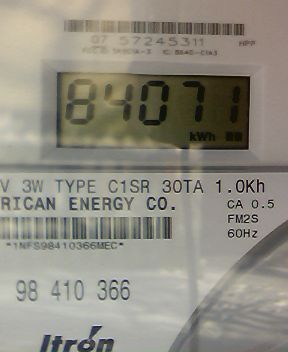 07 57245311
84071
kWh
V 3W TYPE C1SR 30TA 1.0Kh
RICAN ENERGY CO.
CA 0.5
FM2S
60Hz
*1NFS98410366MEC*
98 410 366
Itrón